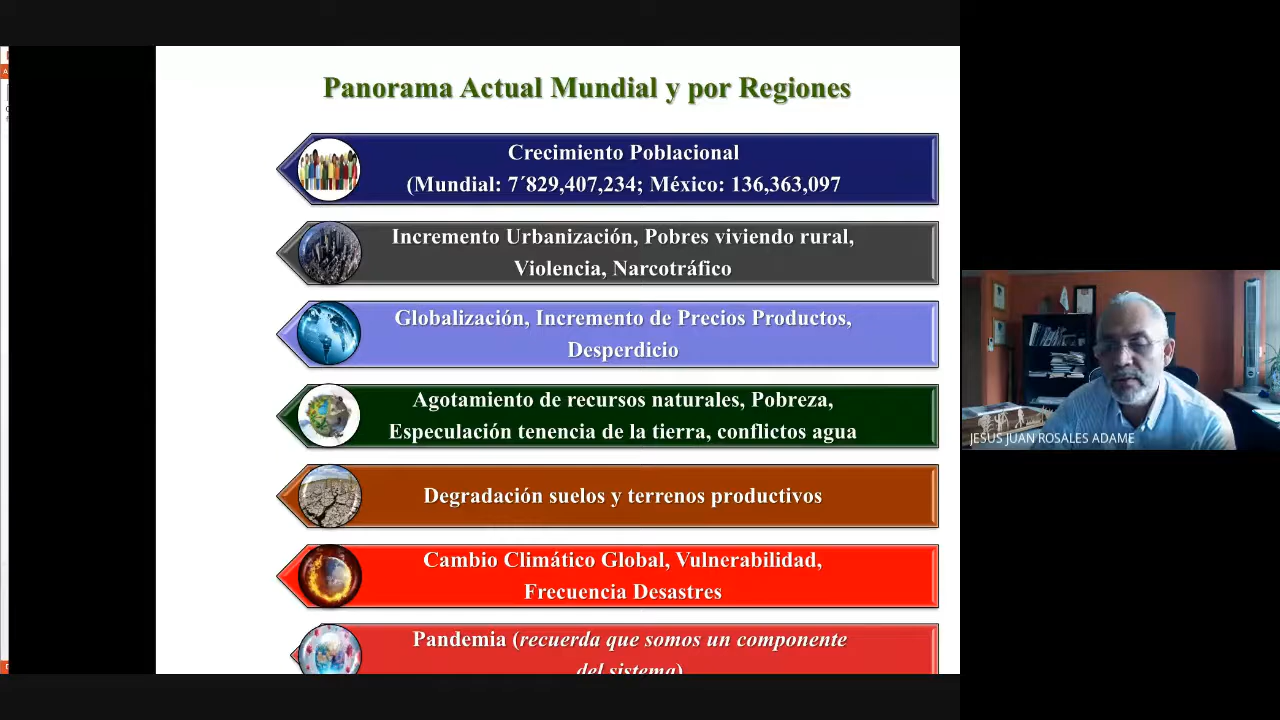 Panorama Actual Mundial y por Regiones
Crecimiento Poblacional
(Mundial: 7´829,407,234; México: 136,363,097
Incremento Urbanización, Pobres viviendo rural,
Violencia, Narcotráfico
Globalización, Incremento de Precios Productos,
Desperdicio
Agotamiento de recursos naturales, Pobreza,
Especulación tenencia de la tierra, conflictos agua
Degradación suelos y terrenos productivos
Cambio Climático Global, Vulnerabilidad,
Frecuencia Desastres
Pandemia (recuerda que somos un componente
del sistema)
JESUS JUAN ROSALES ADAME